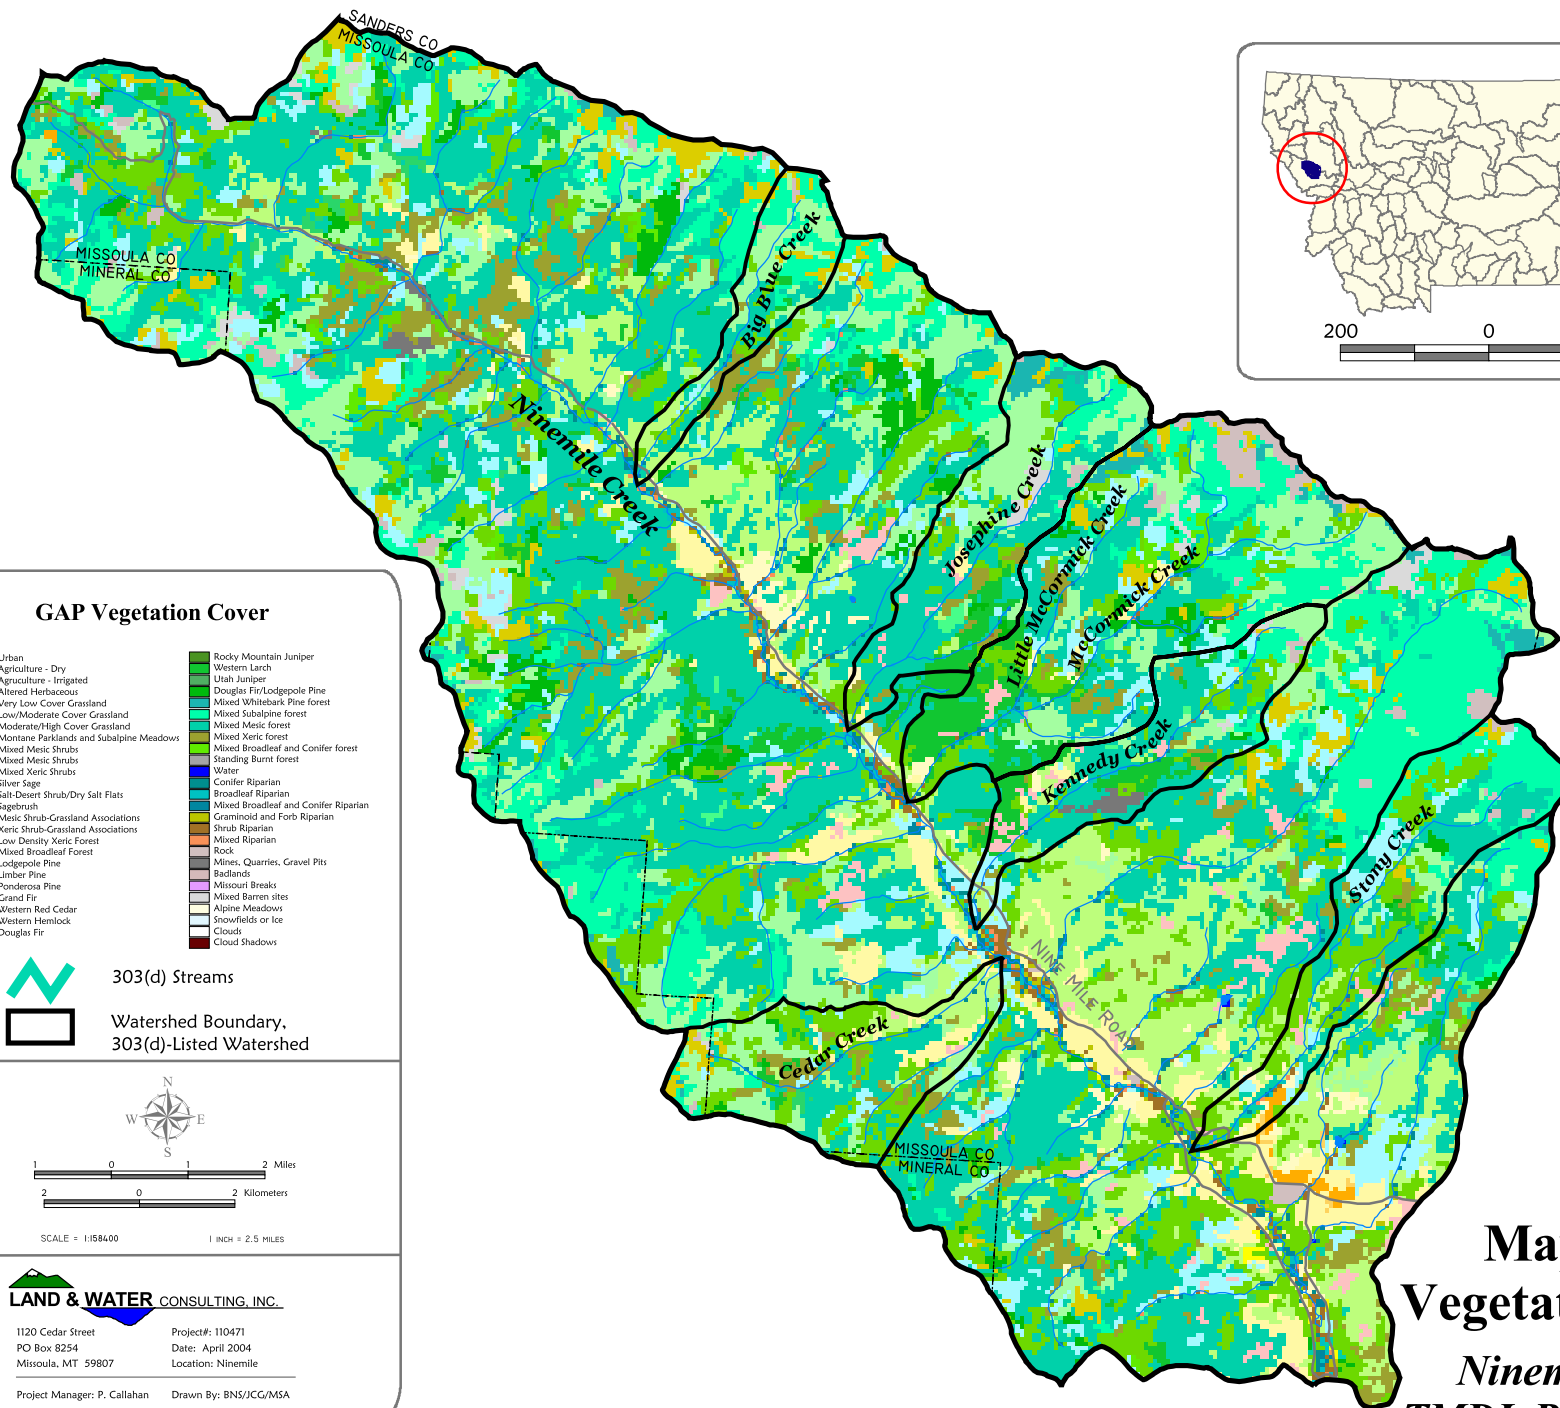 SANDERS CO
MISSOULA CO
MISSOULA CO
MINERAL CO
Big Blue Creek
Ninemile Creek
Josephine Creek
Little McCormick Creek
McCormick Creek
Kennedy Creek
Stony Creek
Cedar Creek
NINE MILE ROAD
MISSOULA CO
MINERAL CO
200
0
GAP Vegetation Cover
Urban
Agriculture - Dry
Agruculture - Irrigated
Altered Herbaceous
Very Low Cover Grassland
Low/Moderate Cover Grassland
Moderate/High Cover Grassland
Montane Parklands and Subalpine Meadows
Mixed Mesic Shrubs
Mixed Mesic Shrubs
Mixed Xeric Shrubs
Silver Sage
Salt-Desert Shrub/Dry Salt Flats
Sagebrush
Mesic Shrub-Grassland Associations
Xeric Shrub-Grassland Associations
Low Density Xeric Forest
Mixed Broadleaf Forest
Lodgepole Pine
Limber Pine
Ponderosa Pine
Grand Fir
Western Red Cedar
Western Hemlock
Douglas Fir
Rocky Mountain Juniper
Western Larch
Utah Juniper
Douglas Fir/Lodgepole Pine
Mixed Whitebark Pine forest
Mixed Subalpine forest
Mixed Mesic forest
Mixed Xeric forest
Mixed Broadleaf and Conifer forest
Standing Burnt forest
Water
Conifer Riparian
Broadleaf Riparian
Mixed Broadleaf and Conifer Riparian
Graminoid and Forb Riparian
Shrub Riparian
Mixed Riparian
Rock
Mines, Quarries, Gravel Pits
Badlands
Missouri Breaks
Mixed Barren sites
Alpine Meadows
Snowfields or Ice
Clouds
Cloud Shadows
303(d) Streams
Watershed Boundary,
303(d)-Listed Watershed
N
W E
S
1 0 1 2 Miles
2 0 2 Kilometers
SCALE = 1:158400 1 INCH = 2.5 MILES
LAND & WATER CONSULTING, INC.
1120 Cedar Street Project#: 110471
PO Box 8254 Date: April 2004
Missoula, MT 59807 Location: Ninemile
Project Manager: P. Callahan Drawn By: BNS/JCG/MSA
Ma
Vegetat
Ninem
TMDL P